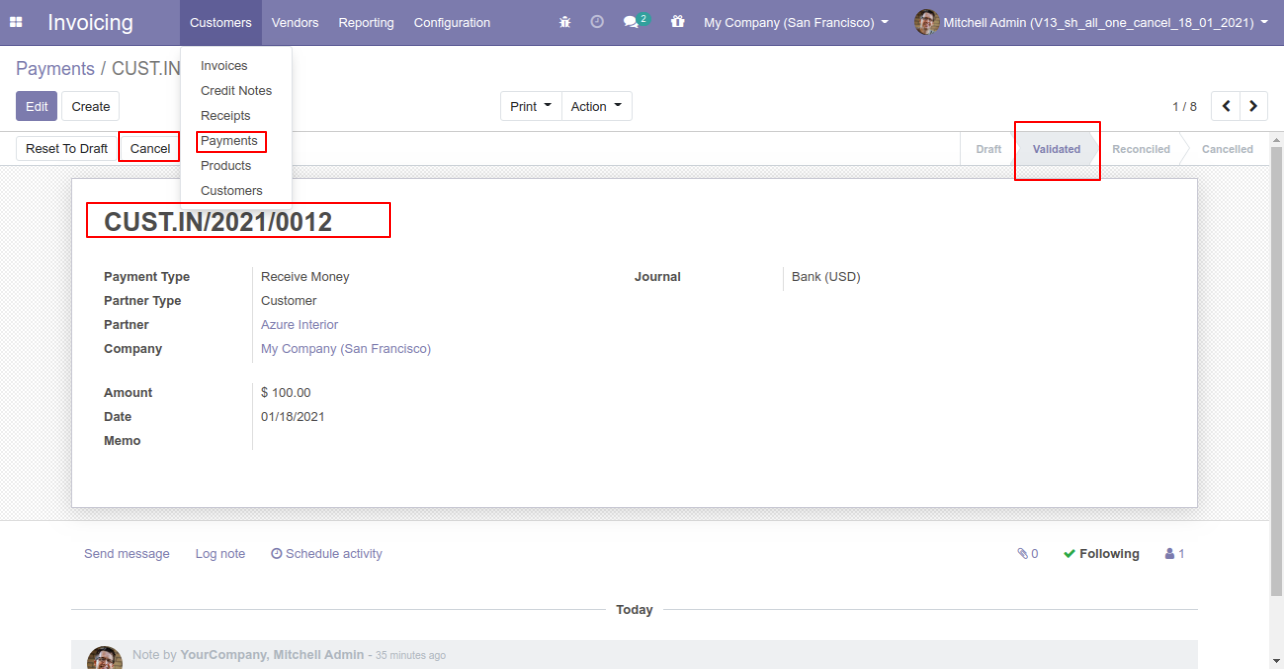 Invoicing Customers Vendors Reporting Configuration 2 My Company (San Francisco) Mitchell Admin (V13_sh_all_one_cancel_18_01_2021)
Payments / CUST.IN
Invoices
Credit Notes
Receipts
Payments
Products
Customers
Edit Create Print Action 1 / 8
Reset To Draft Cancel Draft Validated Reconciled Cancelled
CUST.IN/2021/0012
Payment Type Receive Money Journal Bank (USD)
Partner Type Customer
Partner Azure Interior
Company My Company (San Francisco)
Amount $ 100.00
Date 01/18/2021
Memo
Send message Log note Schedule activity 0 Following 1
Today
Note by YourCompany, Mitchell Admin - 35 minutes ago